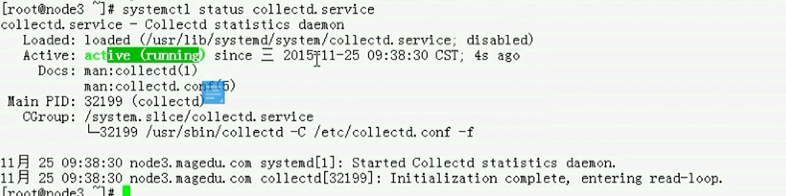 [root@node3 ~]# systemctl status collectd.service
collectd.service - Collectd statistics daemon
Loaded: loaded (/usr/lib/systemd/system/collectd.service; disabled)
Active: active (running) since 三 2015-11-25 09:38:30 CST; 4s ago
Docs: man:collectd(1)
man:collectd.conf(5)
Main PID: 32199 (collectd)
CGroup: /system.slice/collectd.service
└─32199 /usr/sbin/collectd -C /etc/collectd.conf -f
11月 25 09:38:30 node3.magedu.com systemd[1]: Started Collectd statistics daemon.
11月 25 09:38:30 node3.magedu.com collectd[32199]: Initialization complete, entering read-loop.
[root@node3 ~]#